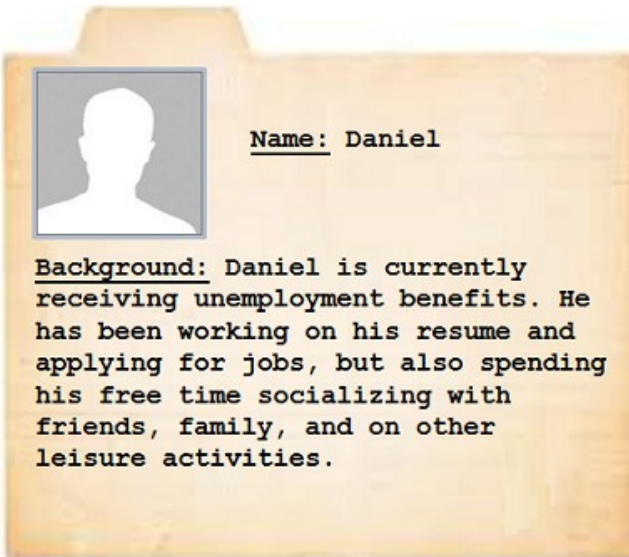 Name: Daniel
Background: Daniel is currently
receiving unemployment benefits. He
has been working on his resume and
applying for jobs, but also spending
his free time socializing with
friends, family, and on other
leisure activities.